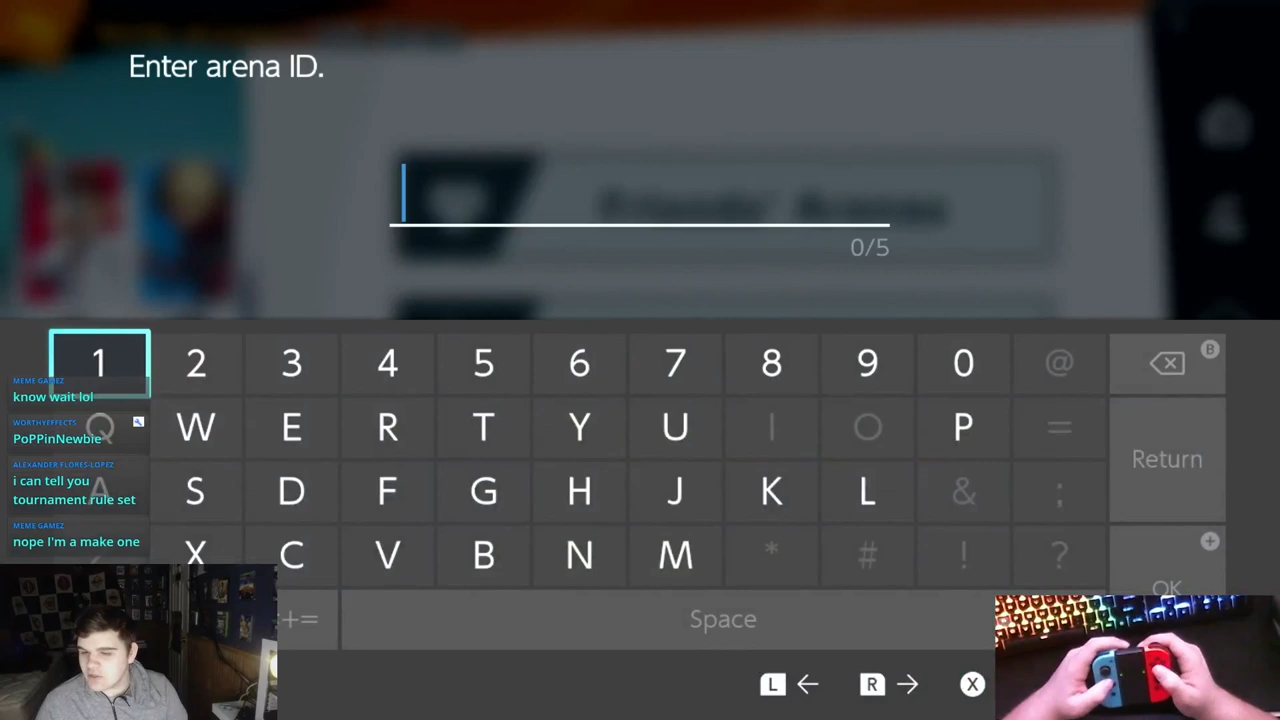 Enter arena ID.
Friends' Arenas
0/5
1 2 3 4 5 6 7 8 9 0 @ B
MEME GAMEZ
know wait lol
Q W E R T Y U I O P =
WORTHYEFFECTS
PoPPinNewbie
Return
ALEXANDER FLORES-LOPEZ
i can tell you
tournament rule set
A S D F G H J K L & ;
MEME GAMEZ
nope I'm a make one
X C V B N M * # ! ? +
OK
+= Space
L ← R → X